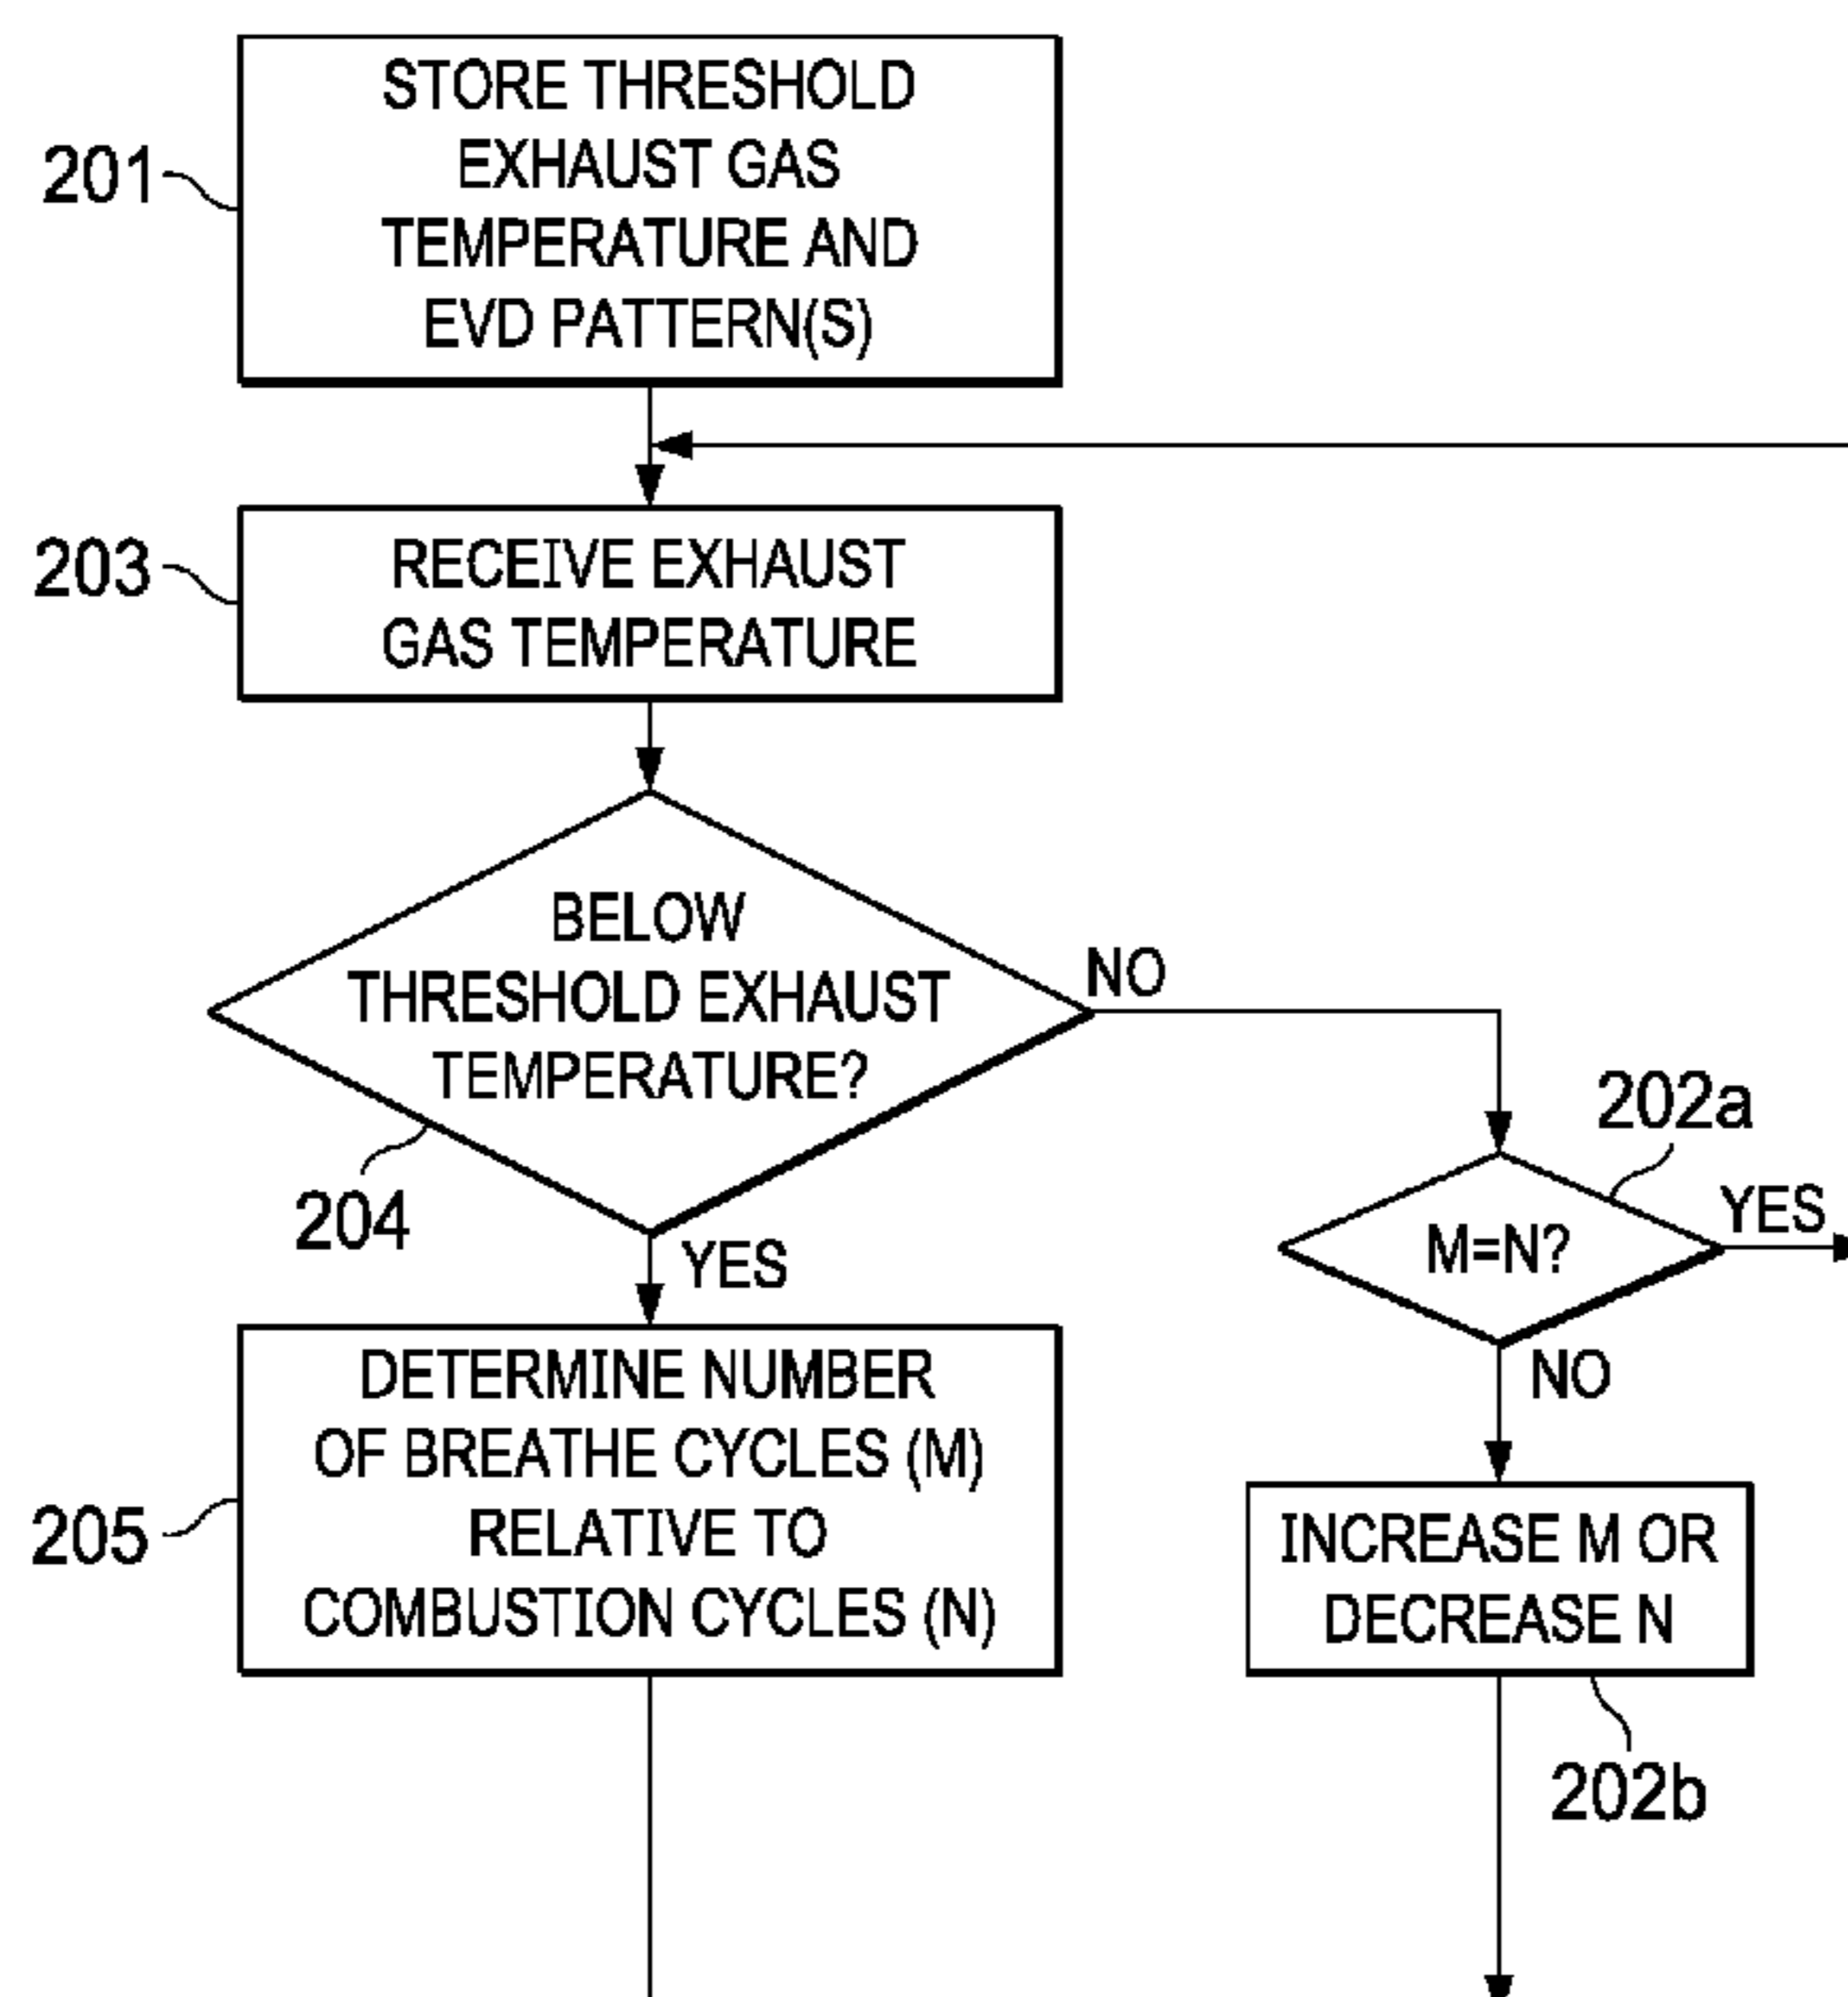 STORE THRESHOLD
EXHAUST GAS
TEMPERATURE AND
EVD PATTERN(S)
201
RECEIVE EXHAUST
GAS TEMPERATURE
203
BELOW
THRESHOLD EXHAUST
TEMPERATURE?
NO
204
YES
202a
M=N?
YES
NO
DETERMINE NUMBER
OF BREATHE CYCLES (M)
RELATIVE TO
COMBUSTION CYCLES (N)
205
INCREASE M OR
DECREASE N
202b